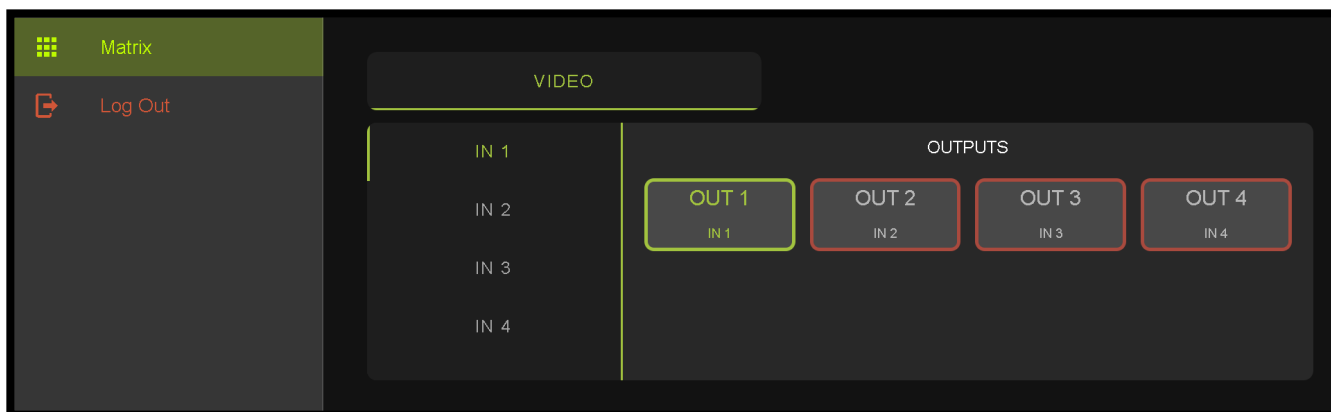 Matrix
Log Out
VIDEO
IN 1
IN 2
IN 3
IN 4
OUTPUTS
OUT 1
IN 1
OUT 2
IN 2
OUT 3
IN 3
OUT 4
IN 4